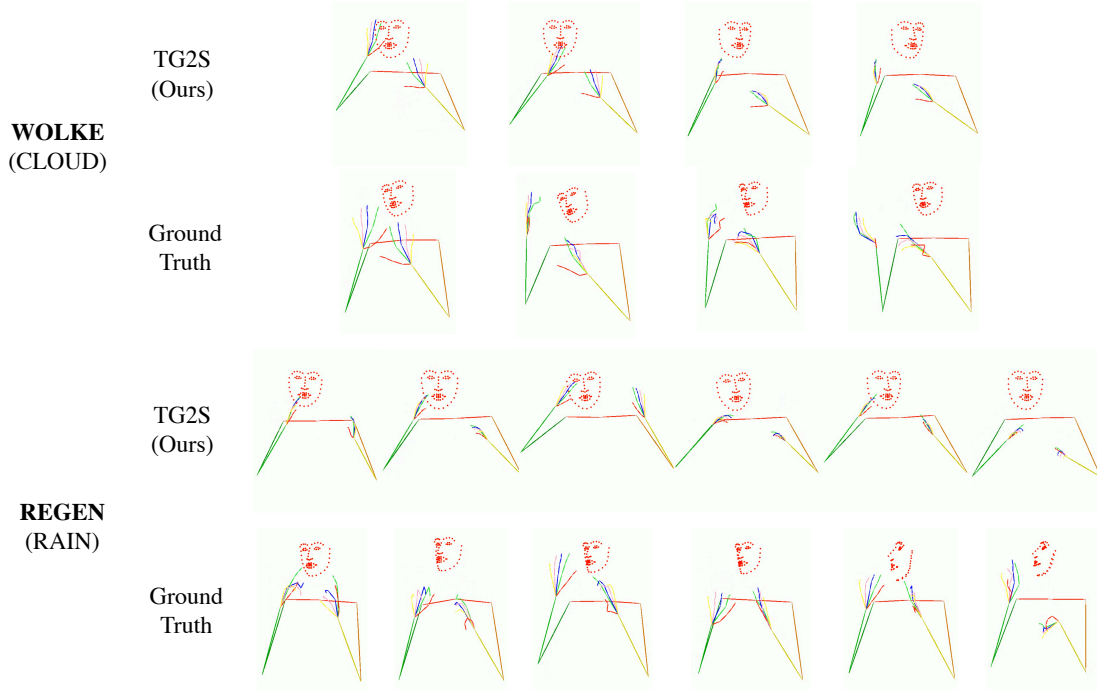 TG2S
(Ours)
WOLKE
(CLOUD)
Ground
Truth
TG2S
(Ours)
REGEN
(RAIN)
Ground
Truth